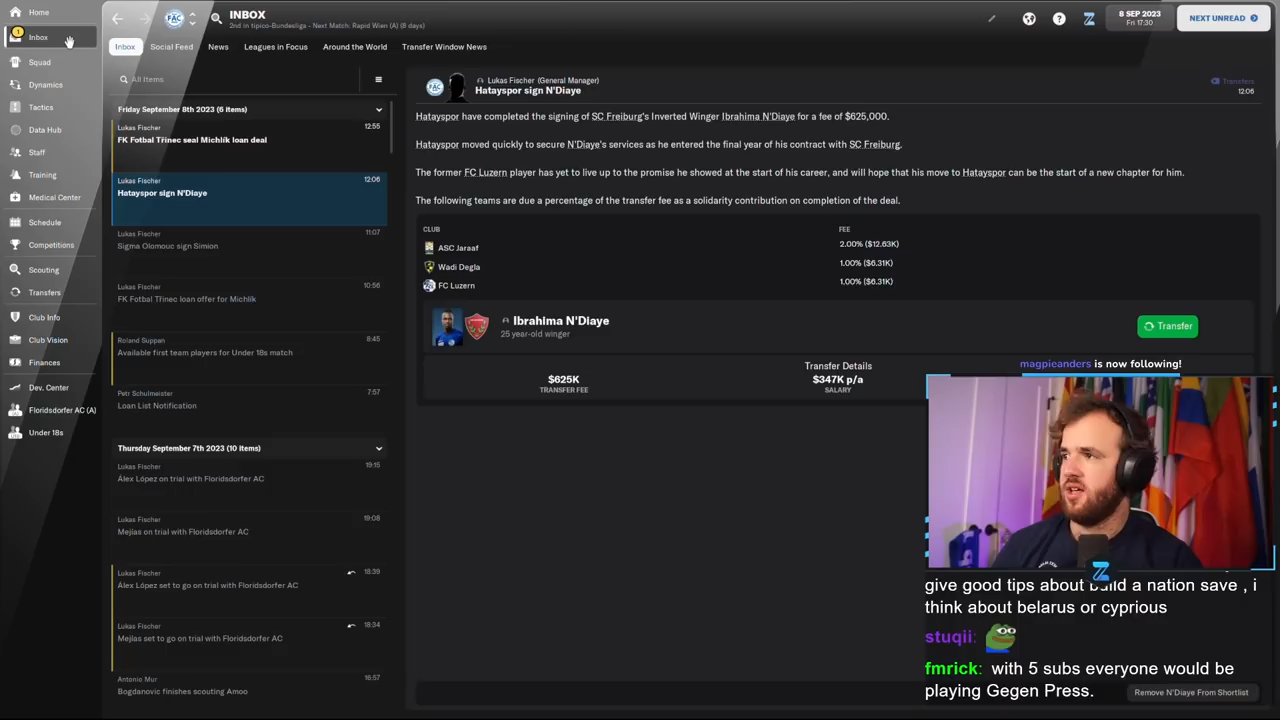 Home
1
Inbox
Squad
Dynamics
Tactics
Data Hub
Staff
Training
Medical Center
Schedule
Competitions
Scouting
Transfers
Club Info
Club Vision
Finances
Dev. Center
Floridsdorfer AC (A)
Under 18s
FAC
INBOX
2nd in tipico-Bundesliga - Next Match: Rapid Wien (A) (8 days)
8 SEP 2023
Fri 17:30
NEXT UNREAD
Inbox
Social Feed
News
Leagues in Focus
Around the World
Transfer Window News
All Items
Friday September 8th 2023 (6 items)
Lukas Fischer
12:55
FK Fotbal Třinec seal Michlík loan deal
Lukas Fischer
12:06
Hatayspor sign N'Diaye
Lukas Fischer
11:07
Sigma Olomouc sign Simion
Lukas Fischer
10:56
FK Fotbal Třinec loan offer for Michlík
Roland Suppan
8:45
Available first team players for Under 18s match
Petr Schulmeister
7:57
Loan List Notification
Thursday September 7th 2023 (10 items)
Lukas Fischer
19:15
Álex López on trial with Floridsdorfer AC
Lukas Fischer
19:08
Mejías on trial with Floridsdorfer AC
Lukas Fischer
18:39
Álex López set to go on trial with Floridsdorfer AC
Lukas Fischer
18:34
Mejías set to go on trial with Floridsdorfer AC
Antonio Mur
16:57
Bogdanovic finishes scouting Amoo
FAC
Lukas Fischer (General Manager)
Hatayspor sign N'Diaye
Transfers
12:06
Hatayspor have completed the signing of SC Freiburg's Inverted Winger Ibrahima N'Diaye for a fee of $625,000.
Hatayspor moved quickly to secure N'Diaye's services as he entered the final year of his contract with SC Freiburg.
The former FC Luzern player has yet to live up to the promise he showed at the start of his career, and will hope that his move to Hatayspor can be the start of a new chapter for him.
The following teams are due a percentage of the transfer fee as a solidarity contribution on completion of the deal.
CLUB
FEE
ASC Jaraaf
2.00% ($12.63K)
Wadi Degla
1.00% ($6.31K)
FC Luzern
1.00% ($6.31K)
Ibrahima N'Diaye
25 year-old winger
Transfer
Transfer Details
$625K
TRANSFER FEE
$347K p/a
SALARY
magpieanders is now following!
give good tips about build a nation save , i
think about belarus or cyprious
stuqii:
fmrick: with 5 subs everyone would be
playing Gegen Press.
Remove N'Diaye From Shortlist